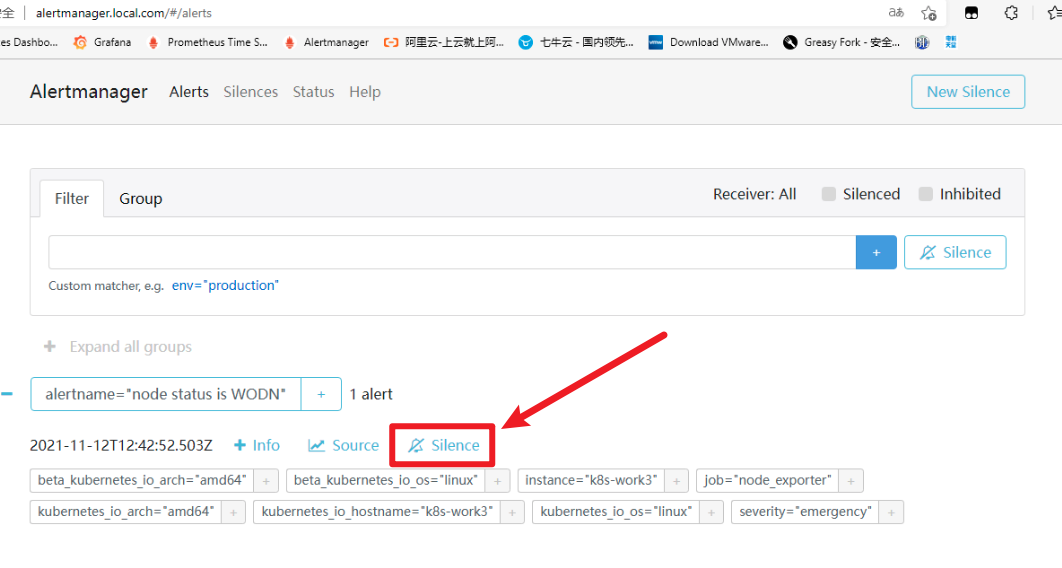 安全 alertmanager.local.com/#/alerts
es Dashbo... Grafana Prometheus Time S... Alertmanager 阿里云-上云就上阿... 七牛云 - 国内领先... Download VMware... Greasy Fork - 安全...
Alertmanager Alerts Silences Status Help New Silence
Filter Group Receiver: All Silenced Inhibited
+ Silence
Custom matcher, e.g. env="production"
+ Expand all groups
alertname="node status is WODN" + 1 alert
2021-11-12T12:42:52.503Z + Info Source Silence
beta_kubernetes_io_arch="amd64" + beta_kubernetes_io_os="linux" + instance="k8s-work3" + job="node_exporter" +
kubernetes_io_arch="amd64" + kubernetes_io_hostname="k8s-work3" + kubernetes_io_os="linux" + severity="emergency" +